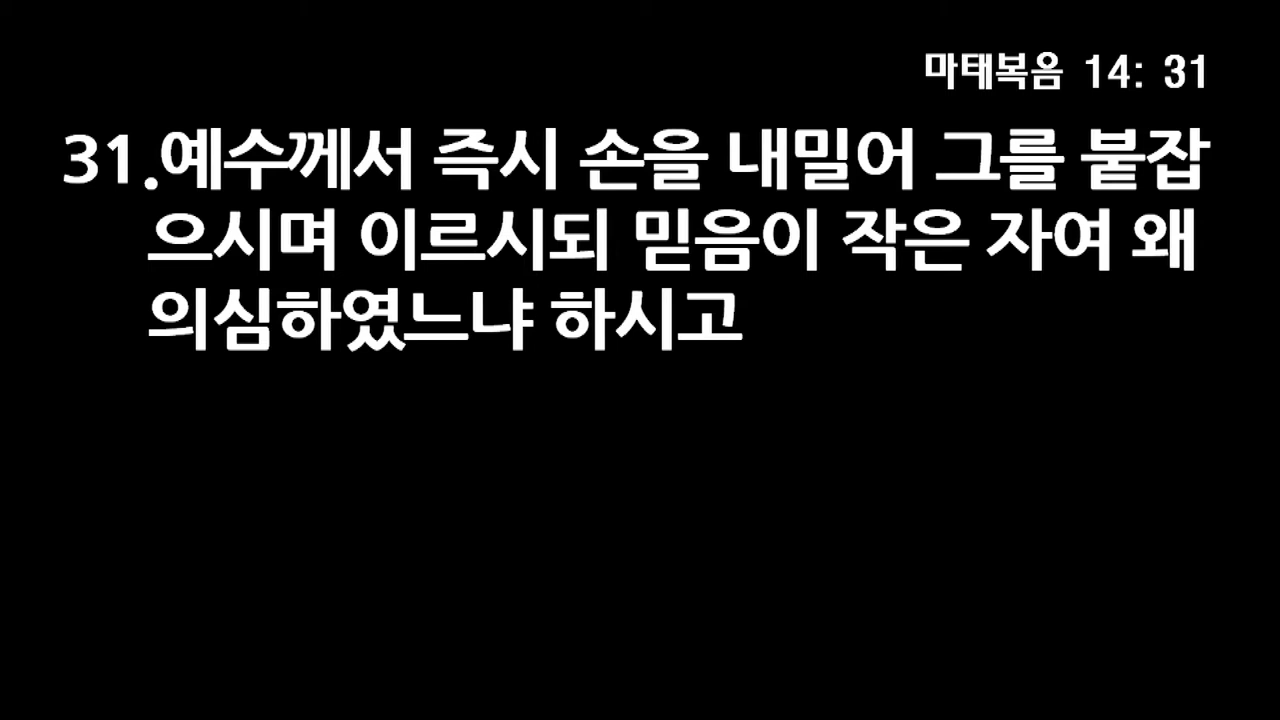 마태복음 14: 31
31.예수께서 즉시 손을 내밀어 그를 붙잡
으시며 이르시되 믿음이 작은 자여 왜
의심하였느냐 하시고